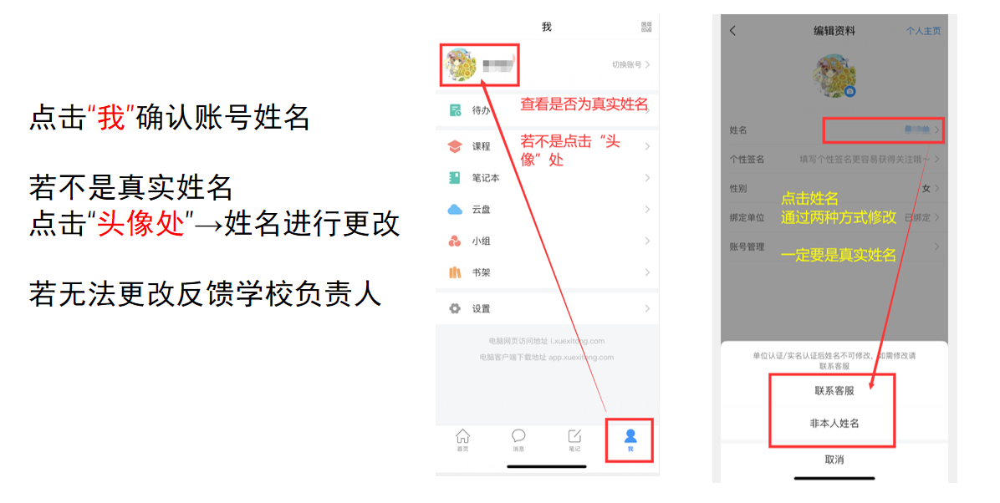 点击“我”确认账号姓名
若不是真实姓名
点击“头像处”→姓名进行更改
若无法更改反馈学校负责人
我
切换账号
查看是否为真实姓名
待办
若不是点击“头
像”处
课程
笔记本
云盘
小组
书架
设置
电脑网页访问地址 i.xuexitong.com
电脑客户端下载地址 app.xuexitong.com
首页
消息
笔记
我
编辑资料
个人主页
姓名
个性签名
填写个性签名更容易获得关注哦~
性别
女
点击姓名
通过两种方式修改
绑定单位
已绑定
账号管理
一定要是真实姓名
单位认证/实名认证后姓名不可修改，如需修改请
联系客服
联系客服
非本人姓名
取消